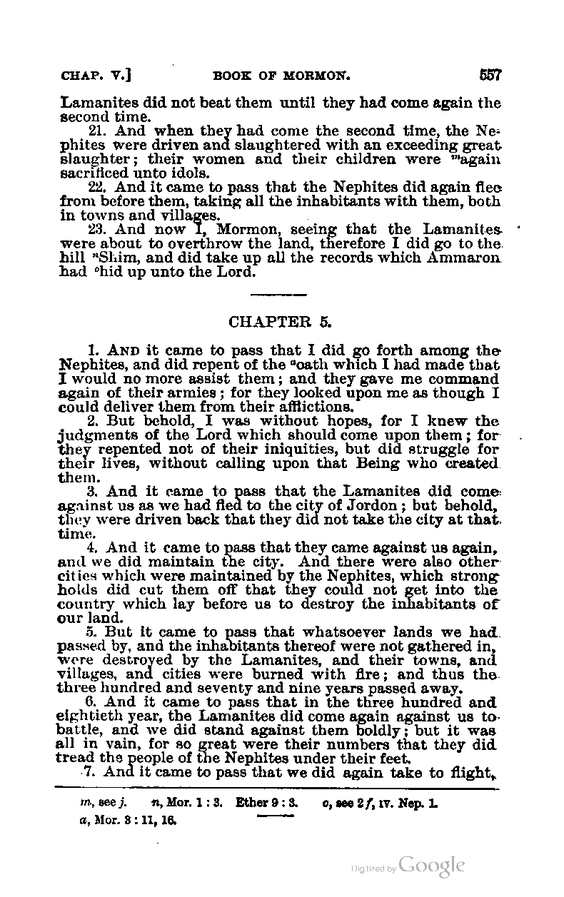 CHAP. V.] BOOK OF MORMON. 557
Lamanites did not beat them until they had come again the
second time.
21. And when they had come the second time, the Ne-
phites were driven and slaughtered with an exceeding great
slaughter; their women and their children were ᵐagain
sacrificed unto idols.
22. And it came to pass that the Nephites did again flee
from before them, taking all the inhabitants with them, both
in towns and villages.
23. And now I, Mormon, seeing that the Lamanites
were about to overthrow the land, therefore I did go to the
hill ⁿShim, and did take up all the records which Ammaron
had ᵒhid up unto the Lord.
CHAPTER 5.
1. AND it came to pass that I did go forth among the
Nephites, and did repent of the ᵃoath which I had made that
I would no more assist them; and they gave me command
again of their armies; for they looked upon me as though I
could deliver them from their afflictions.
2. But behold, I was without hopes, for I knew the
judgments of the Lord which should come upon them; for
they repented not of their iniquities, but did struggle for
their lives, without calling upon that Being who created
them.
3. And it came to pass that the Lamanites did come
against us as we had fled to the city of Jordon; but behold,
they were driven back that they did not take the city at that
time.
4. And it came to pass that they came against us again,
and we did maintain the city. And there were also other
cities which were maintained by the Nephites, which strong
holds did cut them off that they could not get into the
country which lay before us to destroy the inhabitants of
our land.
5. But it came to pass that whatsoever lands we had
passed by, and the inhabitants thereof were not gathered in,
were destroyed by the Lamanites, and their towns, and
villages, and cities were burned with fire; and thus the
three hundred and seventy and nine years passed away.
6. And it came to pass that in the three hundred and
eightieth year, the Lamanites did come again against us to
battle, and we did stand against them boldly; but it was
all in vain, for so great were their numbers that they did
tread the people of the Nephites under their feet.
7. And it came to pass that we did again take to flight,
m, see j. n, Mor. 1:3. Ether 9:3. o, see 2f, IV. Nep. 1.
a, Mor. 3:11, 16.
Digitized by Google